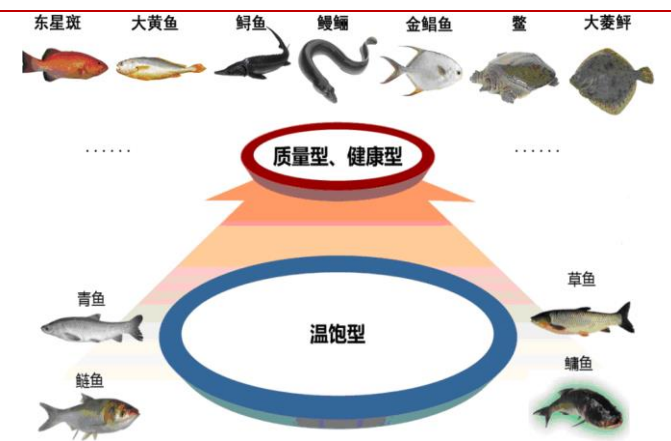 东星斑 大黄鱼 鲟鱼 鳗鲡 金鲳鱼 鳖 大菱鲆
...... ......
质量型、健康型
青鱼 草鱼
温饱型
鲢鱼 鳙鱼